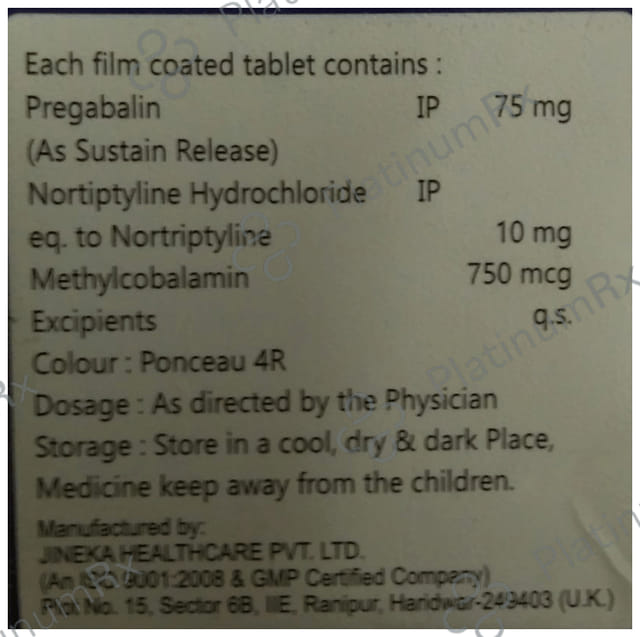 Each film coated tablet contains :
Pregabalin IP 75 mg
(As Sustain Release)
Nortiptyline Hydrochloride IP
eq. to Nortriptyline 10 mg
Methylcobalamin 750 mcg
Excipients q.s.
Colour : Ponceau 4R
Dosage : As directed by the Physician
Storage : Store in a cool, dry & dark Place,
Medicine keep away from the children.
Manufactured by:
JINEKA HEALTHCARE PVT. LTD.
(An ISO 9001:2008 & GMP Certified Company)
Plot No. 15, Sector 6B, IIE, Ranipur, Haridwar-249403 (U.K.)
PlatinumRx
PlatinumRx